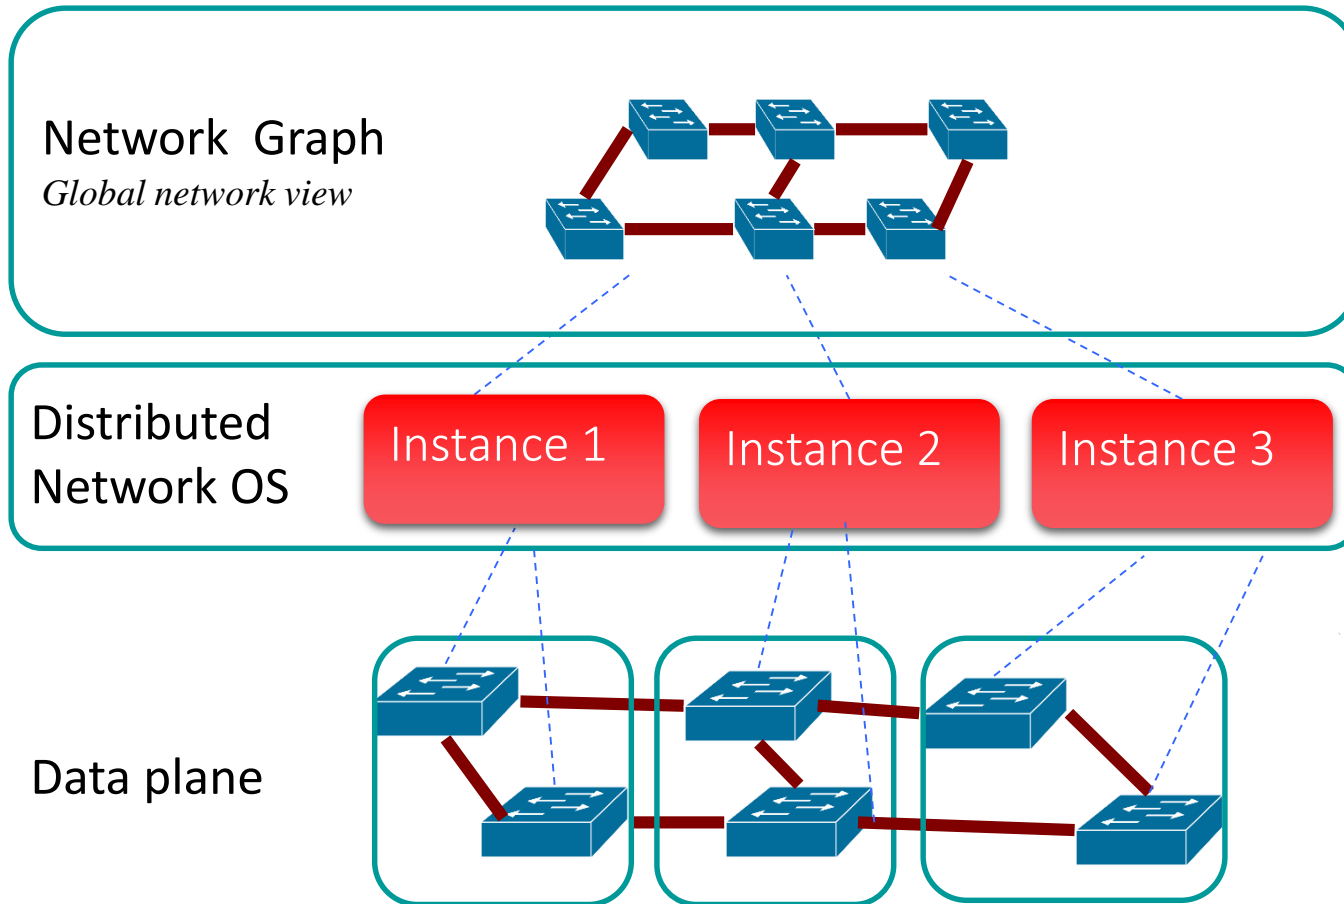 Network  Graph
Global network view
Distributed
Network OS
Instance 1
Instance 2
Instance 3
Data plane